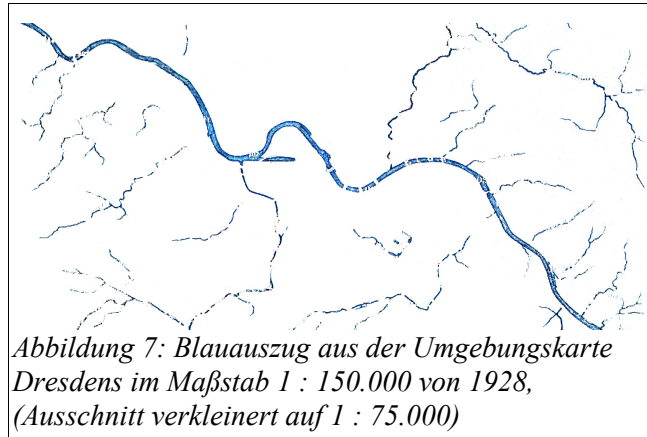 Abbildung 7: Blauauszug aus der Umgebungskarte
Dresdens im Maßstab 1 : 150.000 von 1928,
(Ausschnitt verkleinert auf 1 : 75.000)